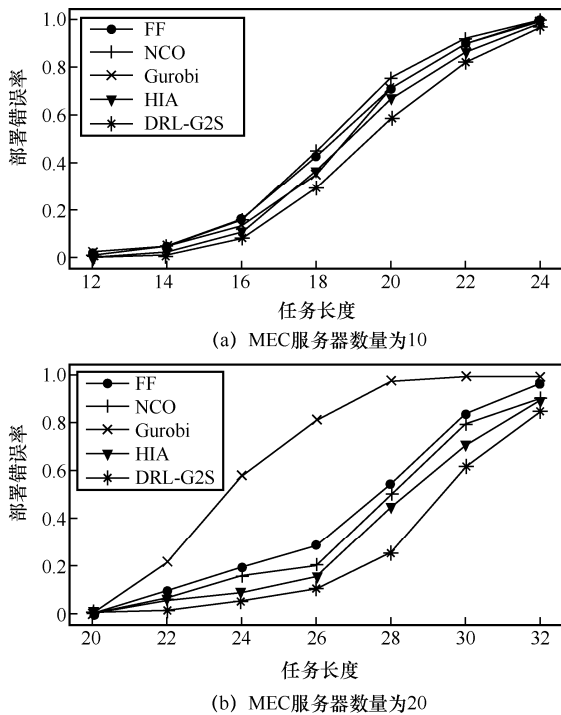 1.0
0.8
0.6
0.4
0.2
0
部署错误率
FF
NCO
Gurobi
HIA
DRL-G2S
12 14 16 18 20 22 24
任务长度
(a) MEC服务器数量为10
1.0
0.8
0.6
0.4
0.2
0
部署错误率
FF
NCO
Gurobi
HIA
DRL-G2S
20 22 24 26 28 30 32
任务长度
(b) MEC服务器数量为20